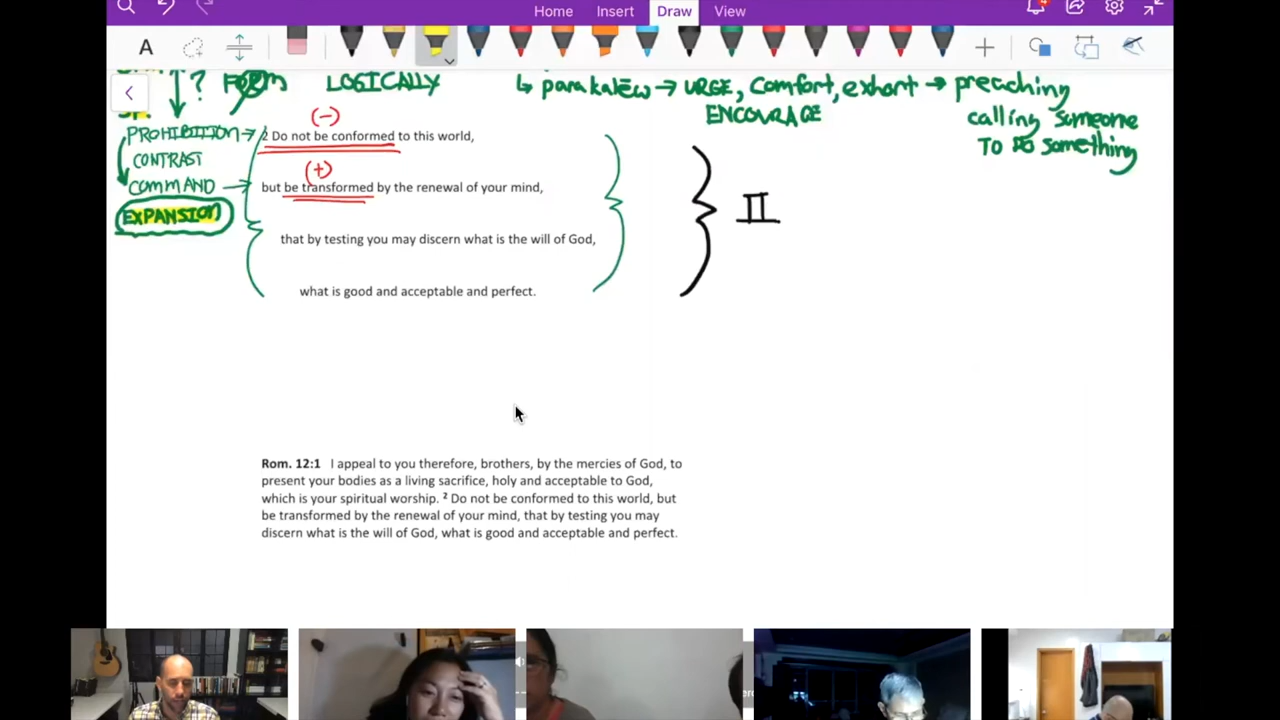 Home Insert Draw View
A
? FORM LOGICALLY ↳ parakalēw → URGE, Comfort, exhort → preaching
ENCOURAGE calling someone
TO DO something
(-)
PROHIBITION → 2 Do not be conformed to this world,
CONTRAST (+)
COMMAND → but be transformed by the renewal of your mind,
EXPANSION II
that by testing you may discern what is the will of God,
what is good and acceptable and perfect.
Rom. 12:1 I appeal to you therefore, brothers, by the mercies of God, to
present your bodies as a living sacrifice, holy and acceptable to God,
which is your spiritual worship. 2 Do not be conformed to this world, but
be transformed by the renewal of your mind, that by testing you may
discern what is the will of God, what is good and acceptable and perfect.